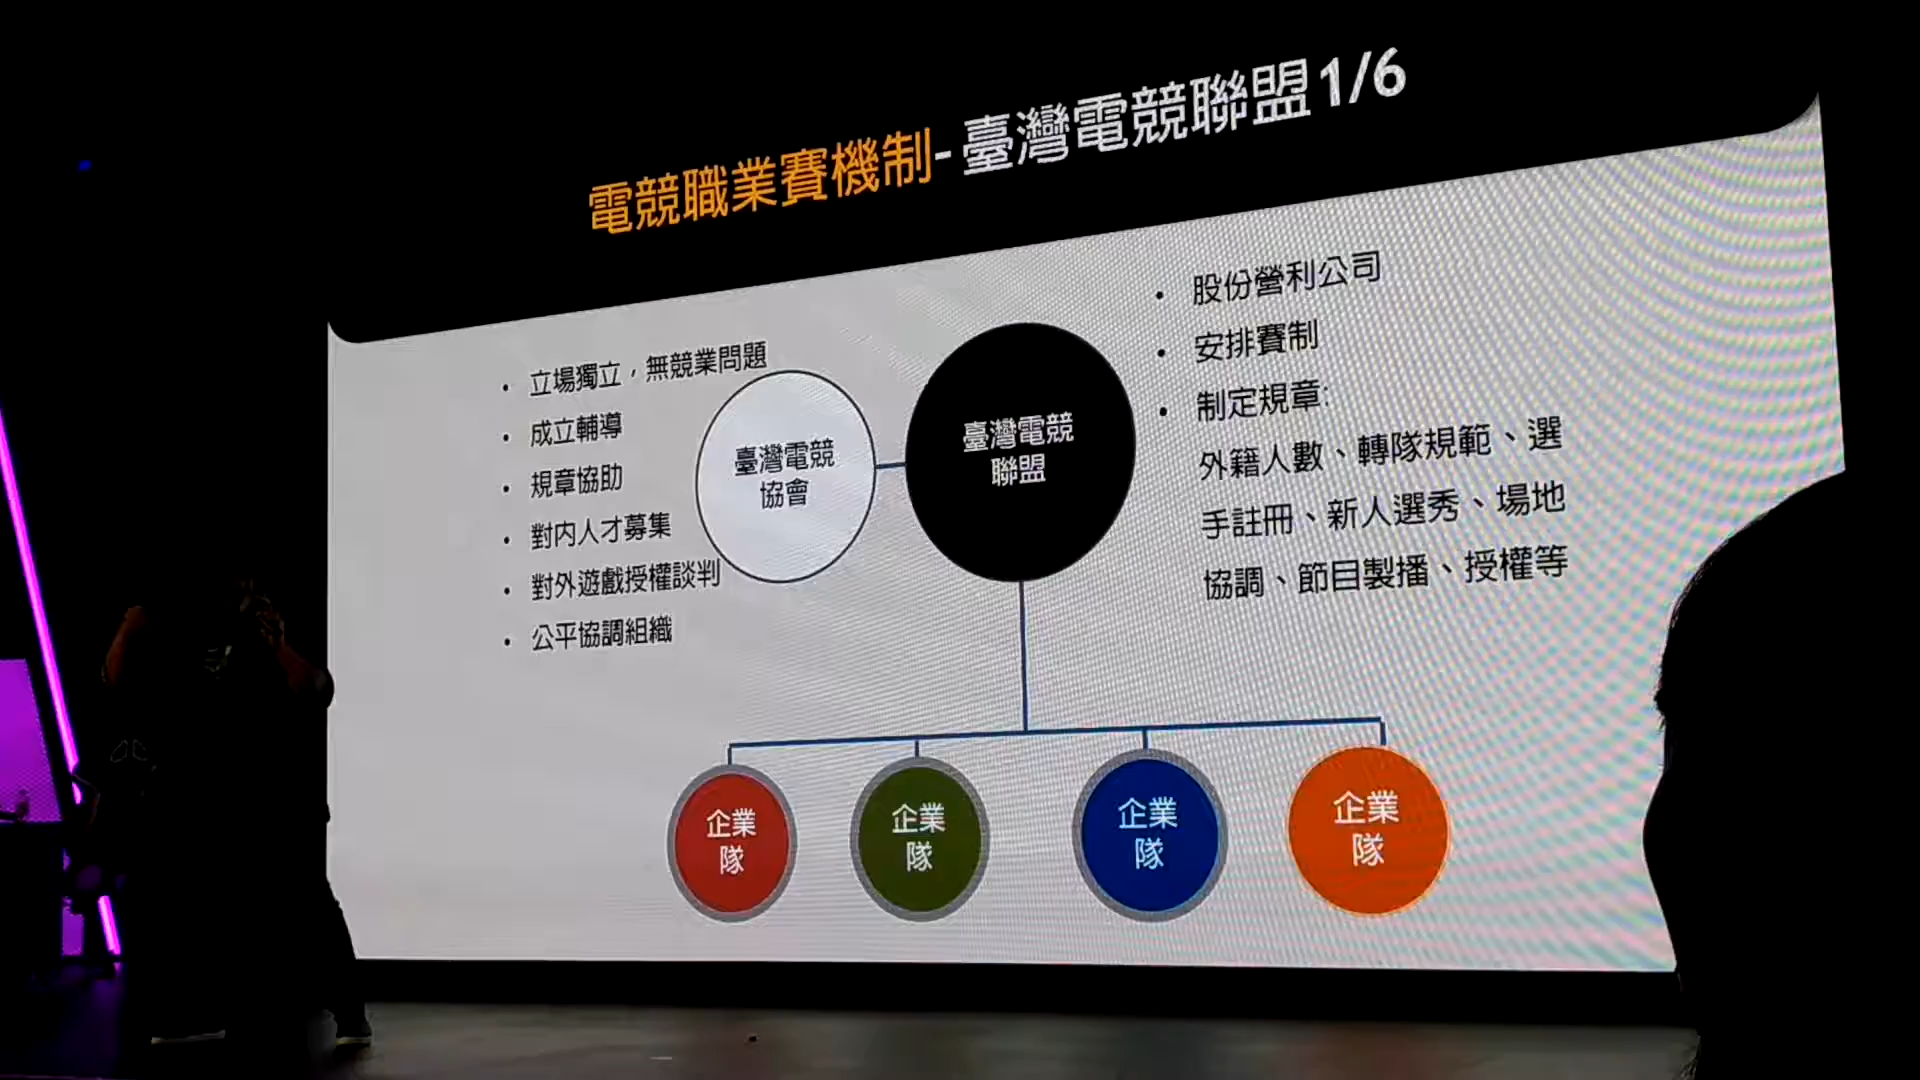 電競職業賽機制-臺灣電競聯盟1/6
• 立場獨立，無競業問題
• 成立輔導
• 規章協助
• 對內人才募集
• 對外遊戲授權談判
• 公平協調組織
臺灣電競
協會
臺灣電競
聯盟
• 股份營利公司
• 安排賽制
• 制定規章:
外籍人數、轉隊規範、選
手註冊、新人選秀、場地
協調、節目製播、授權等
企業
隊
企業
隊
企業
隊
企業
隊